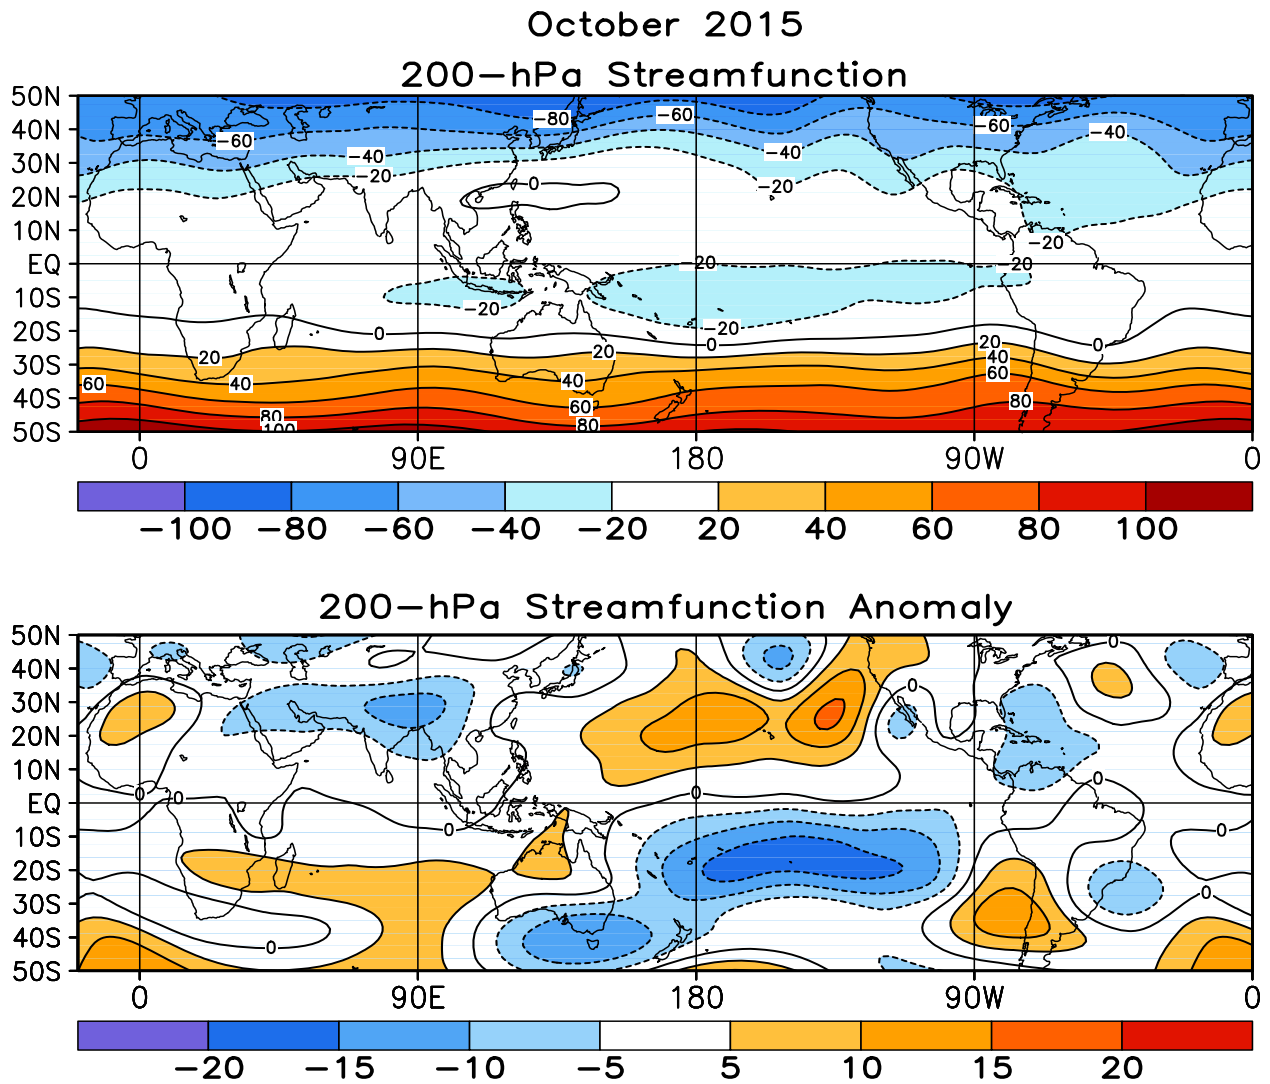 October 2015
200−hPa Streamfunction
50N
−80
−60
40N
−60
−60
−40
30N
−40
−40
−20
20N
0
−20
10N
−20
EQ
−20
−20
10S
−20
20S
−20
0
0
20
0
30S
20
20
40
60
40S
60
40
40
60
80
50S
80
100
80
0
90E
180
90W
0
−100
−80
−60
−40
−20
20
40
60
80
100
200−hPa Streamfunction Anomaly
50N
0
40N
30N
0
20N
10N
0
EQ
0
0
0
10S
0
0
20S
30S
0
40S
0
50S
0
90E
180
90W
0
−20
−15
−10
−5
5
10
15
20